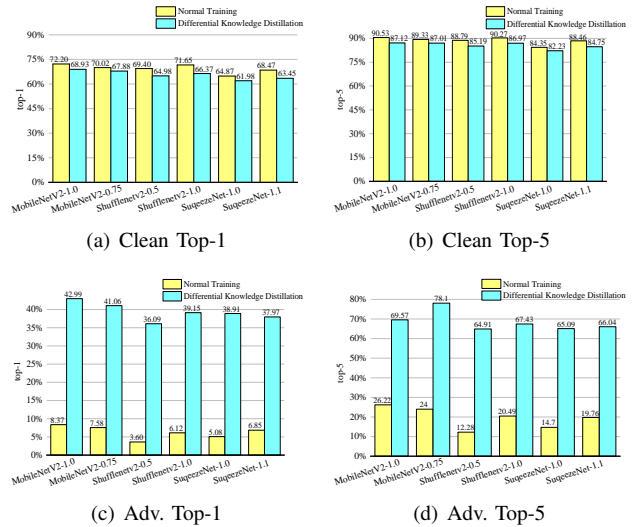 Normal Training
Differential Knowledge Distillation
75%
60%
45%
30%
15%
0%
top-1
72.20
68.93
70.02
67.88
69.40
64.98
71.65
66.37
64.87
61.98
68.47
63.45
MobileNetV2-1.0
MobileNetV2-0.75
Shufflenetv2-0.5
Shufflenetv2-1.0
SuqeezeNet-1.0
SuqeezeNet-1.1
(a) Clean Top-1
Normal Training
Differential Knowledge Distillation
90%
75%
60%
45%
30%
15%
0%
top-5
90.53
87.12
89.33
87.01
88.79
85.19
90.27
86.97
84.35
82.23
88.46
84.75
MobileNetV2-1.0
MobileNetV2-0.75
Shufflenetv2-0.5
Shufflenetv2-1.0
SuqeezeNet-1.0
SuqeezeNet-1.1
(b) Clean Top-5
Normal Training
Differential Knowledge Distillation
40%
35%
30%
25%
20%
15%
10%
5%
0%
top-1
8.37
42.99
7.58
41.06
3.60
36.09
6.12
39.15
5.08
38.91
6.85
37.97
MobileNetV2-1.0
MobileNetV2-0.75
Shufflenetv2-0.5
Shufflenetv2-1.0
SuqeezeNet-1.0
SuqeezeNet-1.1
(c) Adv. Top-1
Normal Training
Differential Knowledge Distillation
80%
70%
60%
50%
40%
30%
20%
10%
0%
top-5
26.22
69.57
24
78.1
12.28
64.91
20.49
67.43
14.7
65.09
19.76
66.04
MobileNetV2-1.0
MobileNetV2-0.75
Shufflenetv2-0.5
Shufflenetv2-1.0
SuqeezeNet-1.0
SuqeezeNet-1.1
(d) Adv. Top-5